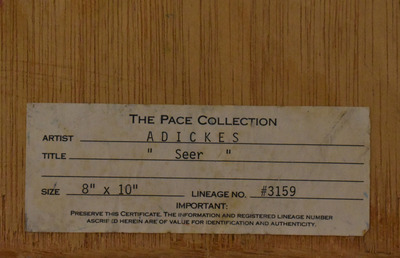 THE PACE COLLECTION
ARTIST ADICKES
TITLE " Seer "
SIZE 8" x 10" LINEAGE NO. #3159
IMPORTANT:
PRESERVE THIS CERTIFICATE. THE INFORMATION AND REGISTERED LINEAGE NUMBER
ASCRIBED HEREIN ARE OF VALUE FOR IDENTIFICATION AND AUTHENTICITY.